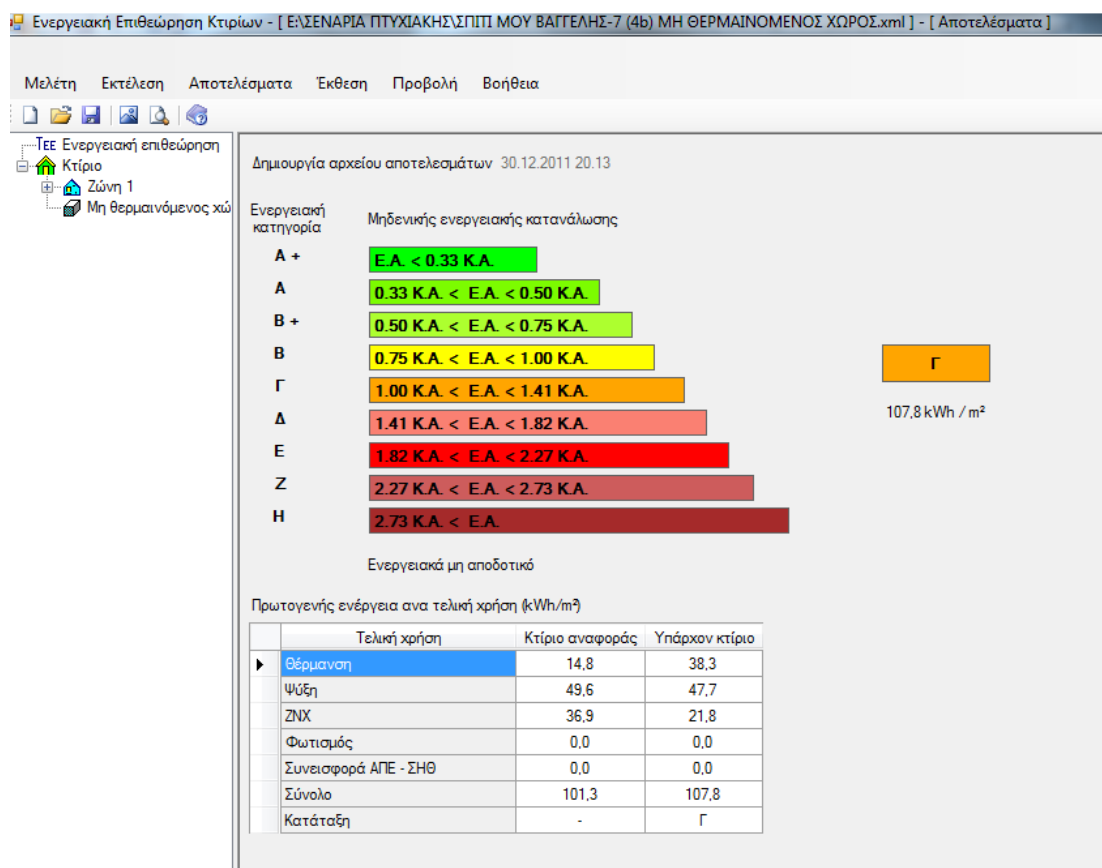 Ενεργειακή Επιθεώρηση Κτιρίων - [ E:\ΣΕΝΑΡΙΑ ΠΤΥΧΙΑΚΗΣ\ΣΠΙΤΙ ΜΟΥ ΒΑΓΓΕΛΗΣ-7 (4b) ΜΗ ΘΕΡΜΑΙΝΟΜΕΝΟΣ ΧΩΡΟΣ.xml ] - [ Αποτελέσματα ]
Μελέτη Εκτέλεση Αποτελέσματα Έκθεση Προβολή Βοήθεια
ΤΕΕ Ενεργειακή επιθεώρηση
Κτίριο
Ζώνη 1
Μη θερμαινόμενος χώ
Δημιουργία αρχείου αποτελεσμάτων 30.12.2011 20.13
Ενεργειακή κατηγορία
Μηδενικής ενεργειακής κατανάλωσης
Α + Ε.Α. < 0.33 Κ.Α.
Α 0.33 Κ.Α. < Ε.Α. < 0.50 Κ.Α.
Β + 0.50 Κ.Α. < Ε.Α. < 0.75 Κ.Α.
Β 0.75 Κ.Α. < Ε.Α. < 1.00 Κ.Α.
Γ
Γ 1.00 Κ.Α. < Ε.Α. < 1.41 Κ.Α.
107,8 kWh / m²
Δ 1.41 Κ.Α. < Ε.Α. < 1.82 Κ.Α.
Ε 1.82 Κ.Α. < Ε.Α. < 2.27 Κ.Α.
Ζ 2.27 Κ.Α. < Ε.Α. < 2.73 Κ.Α.
Η 2.73 Κ.Α. < Ε.Α.
Ενεργειακά μη αποδοτικό
Πρωτογενής ενέργεια ανα τελική χρήση (kWh/m²)
Τελική χρήση Κτίριο αναφοράς Υπάρχον κτίριο
Θέρμανση 14,8 38,3
Ψύξη 49,6 47,7
ΖΝΧ 36,9 21,8
Φωτισμός 0,0 0,0
Συνεισφορά ΑΠΕ - ΣΗΘ 0,0 0,0
Σύνολο 101,3 107,8
Κατάταξη - Γ